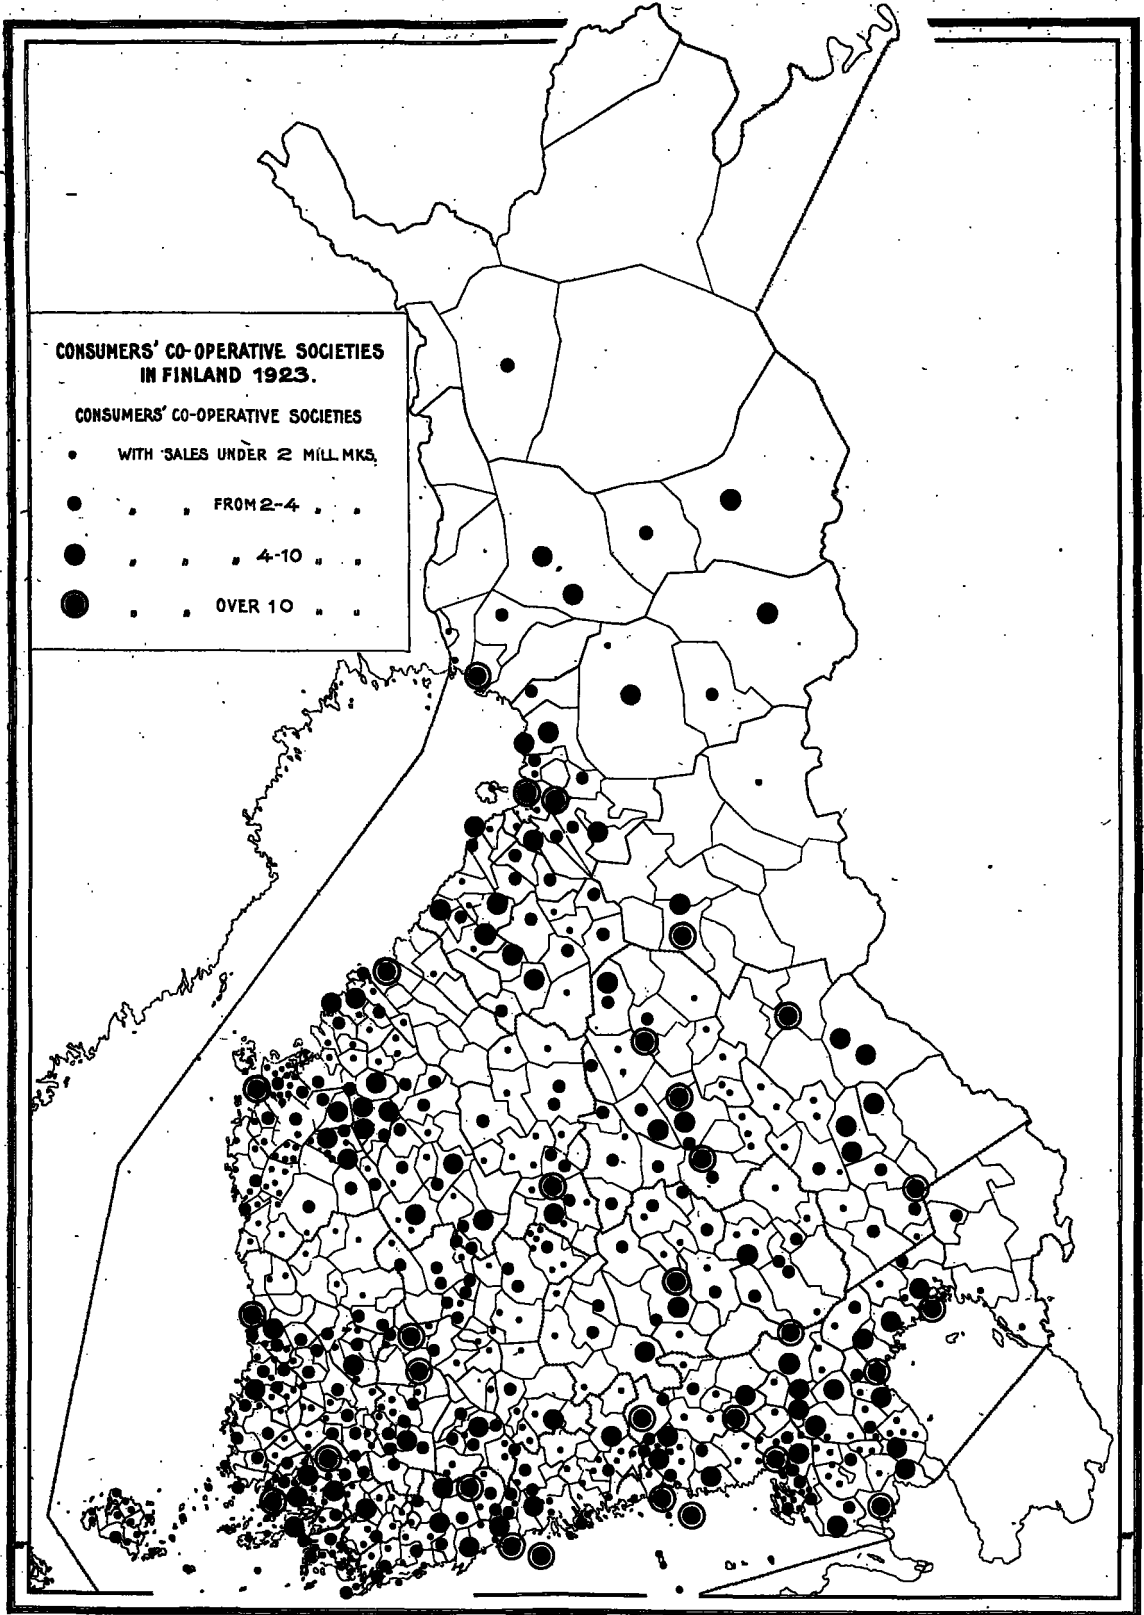 CONSUMERS' CO-OPERATIVE SOCIETIES
IN FINLAND 1923.
CONSUMERS' CO-OPERATIVE SOCIETIES
WITH SALES UNDER 2 MILL. MKS.
" " FROM 2-4 " "
" " " 4-10 " "
" " OVER 10 " "